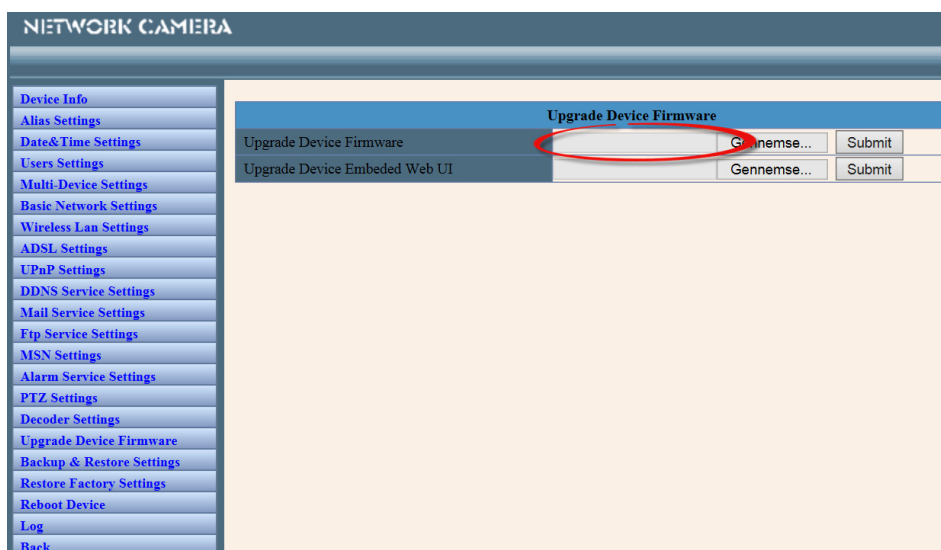 NETWORK CAMERA
Device Info
Alias Settings
Date&Time Settings
Users Settings
Multi-Device Settings
Basic Network Settings
Wireless Lan Settings
ADSL Settings
UPnP Settings
DDNS Service Settings
Mail Service Settings
Ftp Service Settings
MSN Settings
Alarm Service Settings
PTZ Settings
Decoder Settings
Upgrade Device Firmware
Backup & Restore Settings
Restore Factory Settings
Reboot Device
Log
Back
Upgrade Device Firmware
Upgrade Device Firmware Gennemse... Submit
Upgrade Device Embeded Web UI Gennemse... Submit